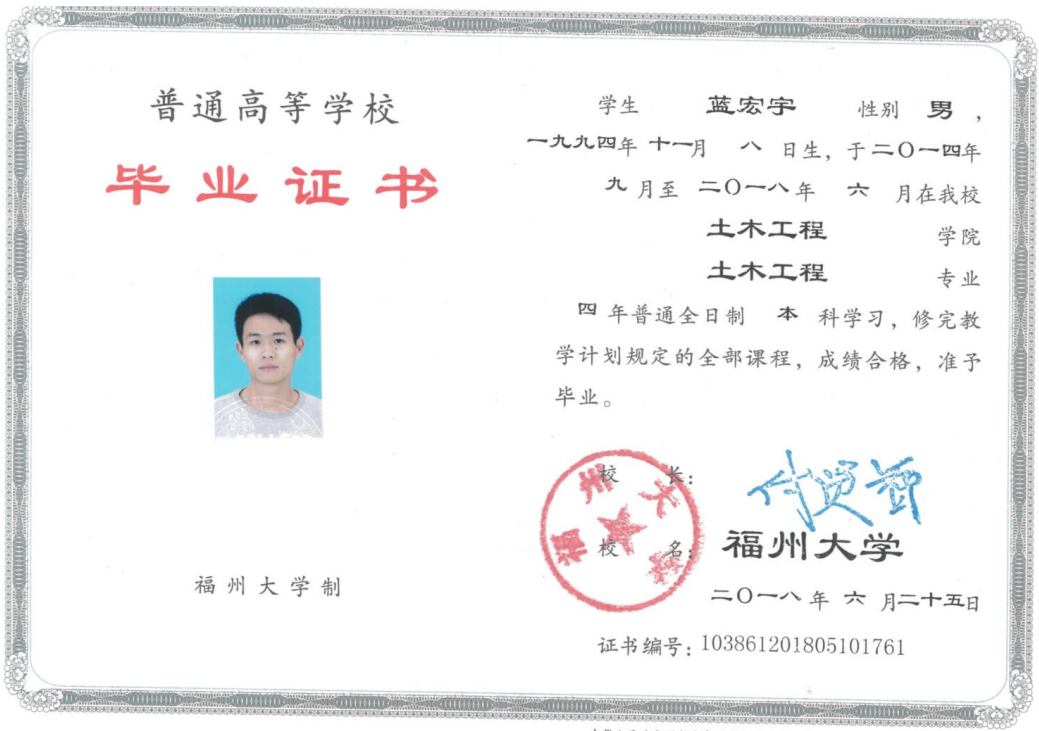 普通高等学校
毕业证书
福州大学制
学生 蓝宏宇 性别 男，
一九九四年 十一月 八 日生，于二〇一四年
九 月至 二〇一八年 六 月在我校
土木工程 学院
土木工程 专业
四 年普通全日制 本 科学习，修完教
学计划规定的全部课程，成绩合格，准予
毕业。
校 长：
校 名： 福州大学
福州大学
二〇一八年 六 月二十五日
证书编号：103861201805101761